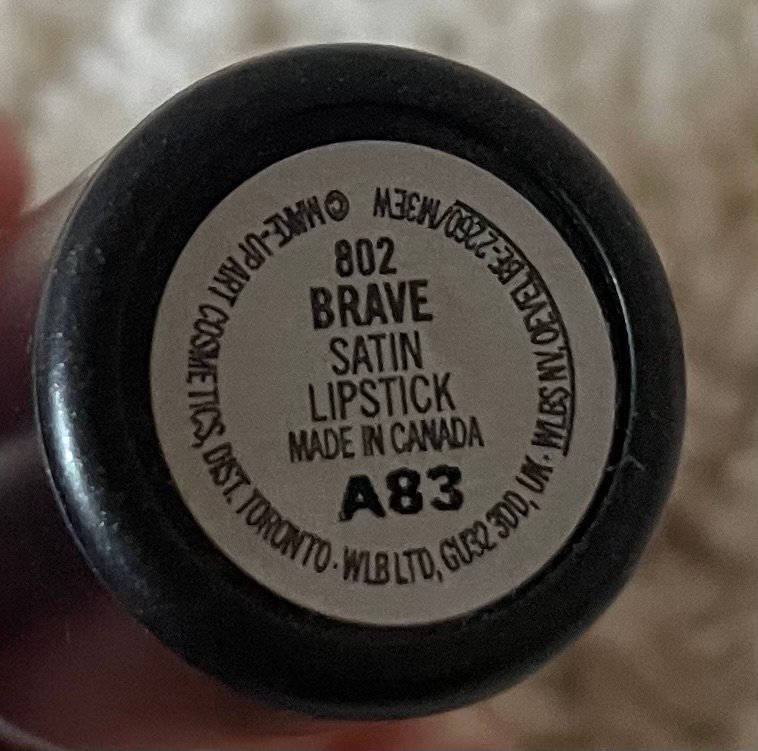 802
BRAVE
SATIN
LIPSTICK
MADE IN CANADA
A83
© MAKE-UP ART COSMETICS, DIST. TORONTO · WLB LTD, GU32 3DD, UK · WLBS NV, OEVEL BE-2260/M3EW